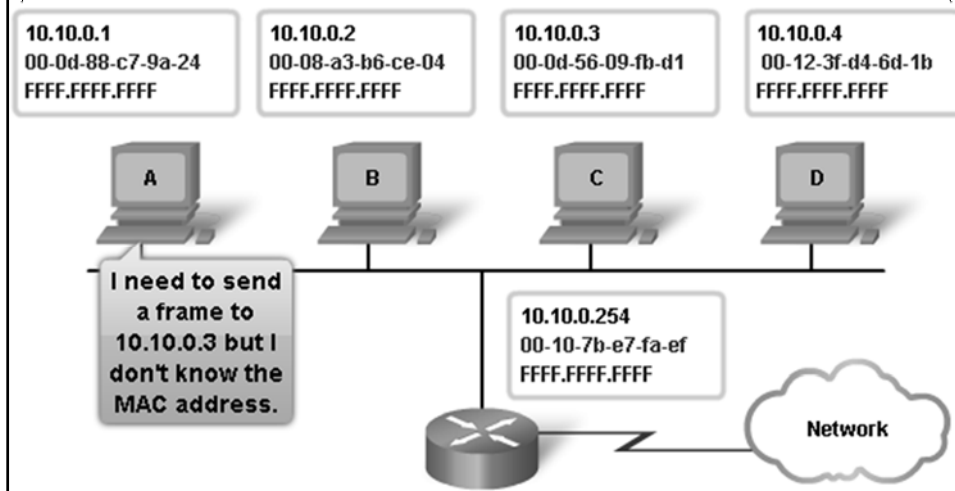 10.10.0.1
00-0d-88-c7-9a-24
FFFF.FFFF.FFFF
10.10.0.2
00-08-a3-b6-ce-04
FFFF.FFFF.FFFF
10.10.0.3
00-0d-56-09-fb-d1
FFFF.FFFF.FFFF
10.10.0.4
00-12-3f-d4-6d-1b
FFFF.FFFF.FFFF
A
B
C
D
I need to send
a frame to
10.10.0.3 but I
don't know the
MAC address.
10.10.0.254
00-10-7b-e7-fa-ef
FFFF.FFFF.FFFF
Network